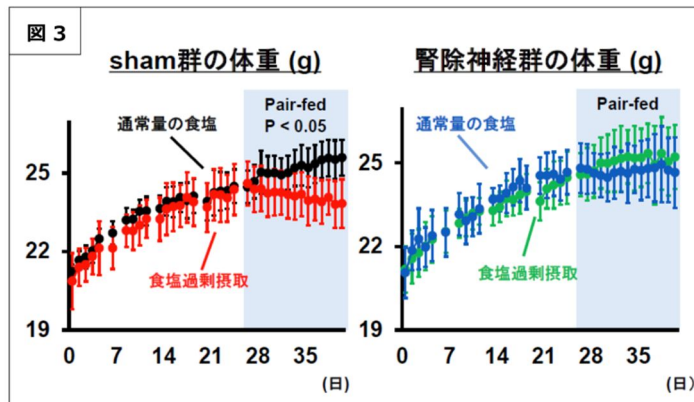 図 3
sham群の体重 (g)
通常量の食塩
Pair-fed
P < 0.05
食塩過剰摂取
25
22
19
0 7 14 21 28 35
(日)
腎除神経群の体重 (g)
通常量の食塩
Pair-fed
食塩過剰摂取
25
22
19
0 7 14 21 28 35
(日)